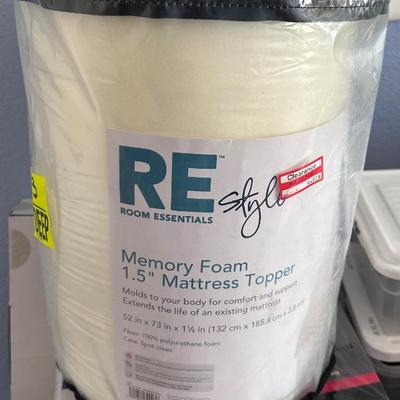 RE™
ROOM ESSENTIALS
Style
Clearance
Memory Foam
1.5" Mattress Topper
Molds to your body for comfort and support
Extends the life of an existing mattress
52 in x 73 in x 1½ in (132 cm x 185.4 cm x 3.8 cm)
Fiber: 100% polyurethane foam
Care: Spot clean